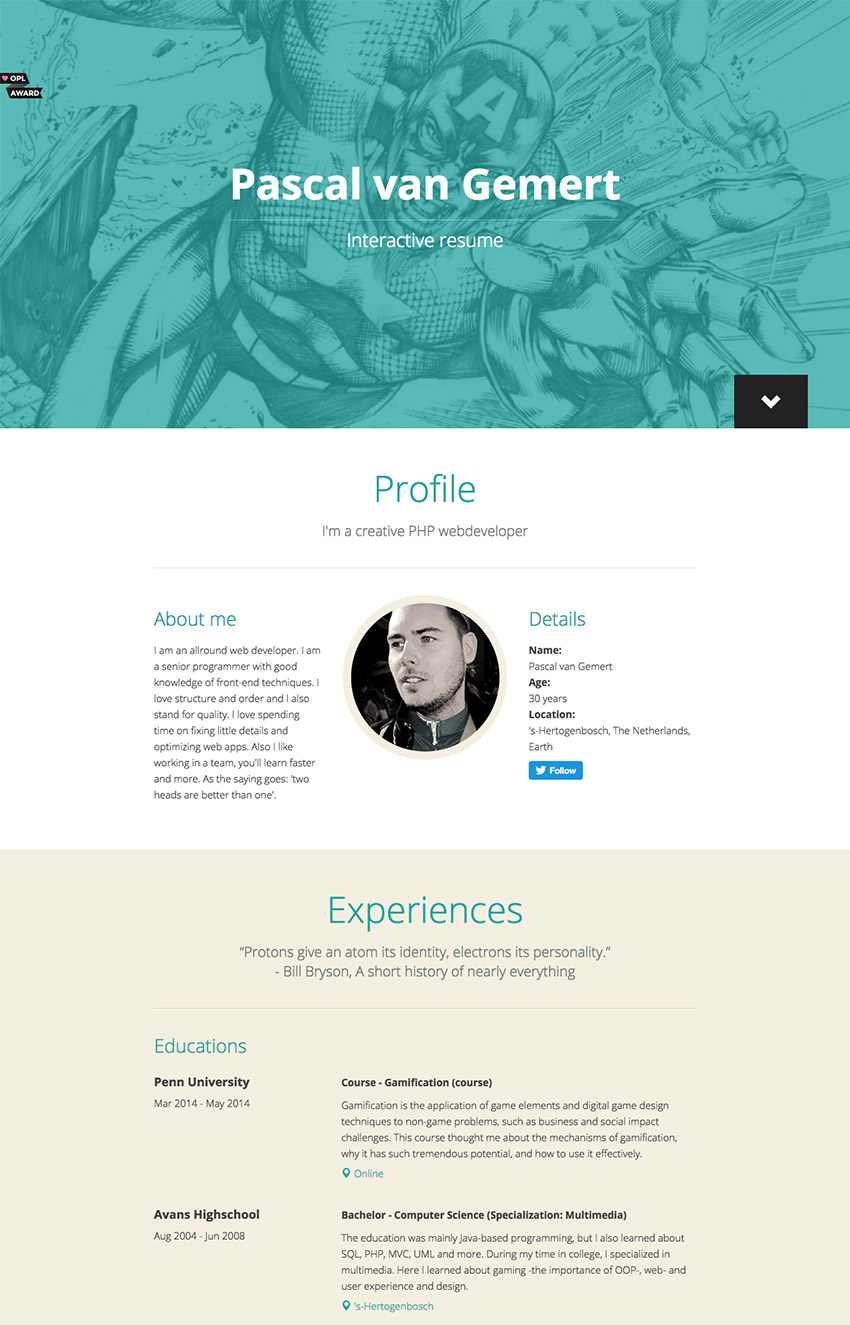 OPL
AWARD
A
Pascal van Gemert
Interactive resume
Profile
I'm a creative PHP webdeveloper
About me
I am an allround web developer. I am
a senior programmer with good
knowledge of front-end techniques. I
love structure and order and I also
stand for quality. I love spending
time on fixing little details and
optimizing web apps. Also I like
working in a team, you'll learn faster
and more. As the saying goes: 'two
heads are better than one'.
Details
Name:
Pascal van Gemert
Age:
30 years
Location:
's-Hertogenbosch, The Netherlands,
Earth
Follow
Experiences
“Protons give an atom its identity, electrons its personality.”
- Bill Bryson, A short history of nearly everything
Educations
Penn University
Mar 2014 - May 2014
Course - Gamification (course)
Gamification is the application of game elements and digital game design
techniques to non-game problems, such as business and social impact
challenges. This course thought me about the mechanisms of gamification,
why it has such tremendous potential, and how to use it effectively.
Online
Avans Highschool
Aug 2004 - Jun 2008
Bachelor - Computer Science (Specialization: Multimedia)
The education was mainly Java-based programming, but I also learned about
SQL, PHP, MVC, UML and more. During my time in college, I specialized in
multimedia. Here I learned about gaming -the importance of OOP-, web- and
user experience and design.
's-Hertogenbosch